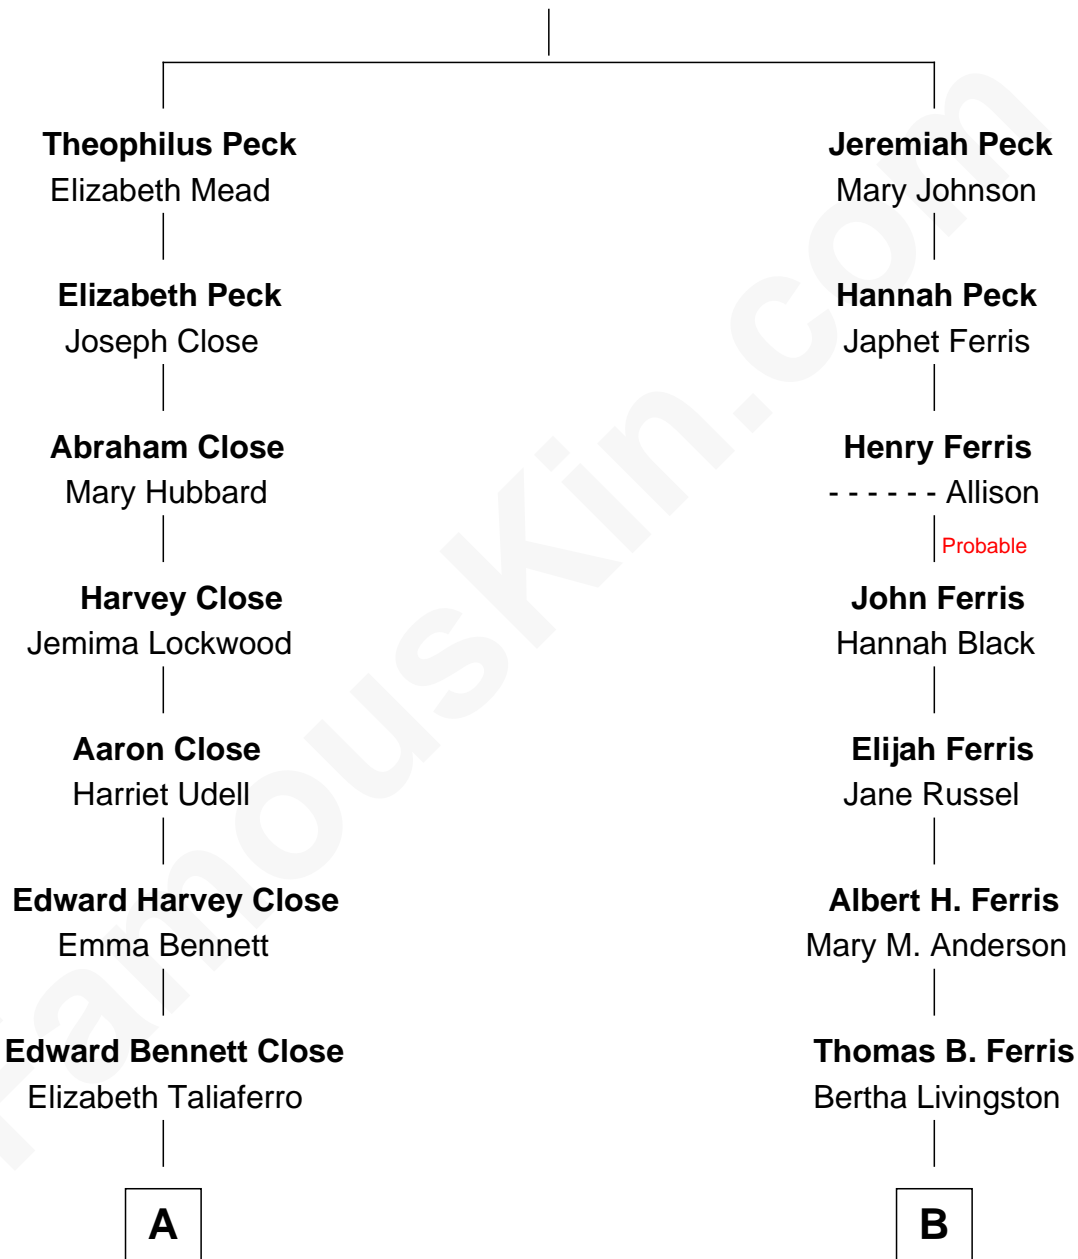 Theophilus Peck
Elizabeth Mead
Elizabeth Peck
Joseph Close
Abraham Close
Mary Hubbard
Harvey Close
Jemima Lockwood
Aaron Close
Harriet Udell
Edward Harvey Close
Emma Bennett
Edward Bennett Close
Elizabeth Taliaferro
A
Jeremiah Peck
Mary Johnson
Hannah Peck
Japhet Ferris
Henry Ferris
- - - - - - Allison
Probable
John Ferris
Hannah Black
Elijah Ferris
Jane Russel
Albert H. Ferris
Mary M. Anderson
Thomas B. Ferris
Bertha Livingston
B
FamousKin.com